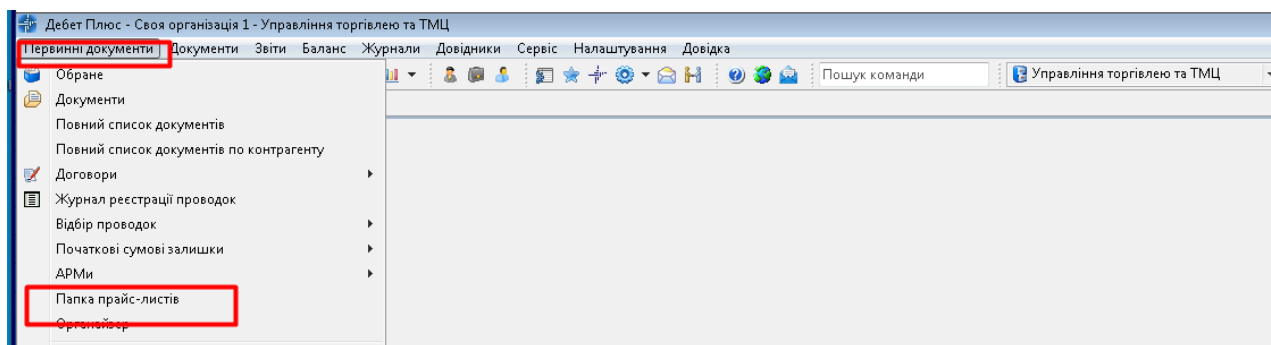 Дебет Плюс - Своя організація 1 - Управління торгівлею та ТМЦ
Первинні документи Документи Звіти Баланс Журнали Довідники Сервіс Налаштування Довідка
Обране Пошук команди Управління торгівлею та ТМЦ
Документи
Повний список документів
Повний список документів по контрагенту
Договори
Журнал реєстрації проводок
Відбір проводок
Початкові сумові залишки
АРМи
Папка прайс-листів
Органайзер